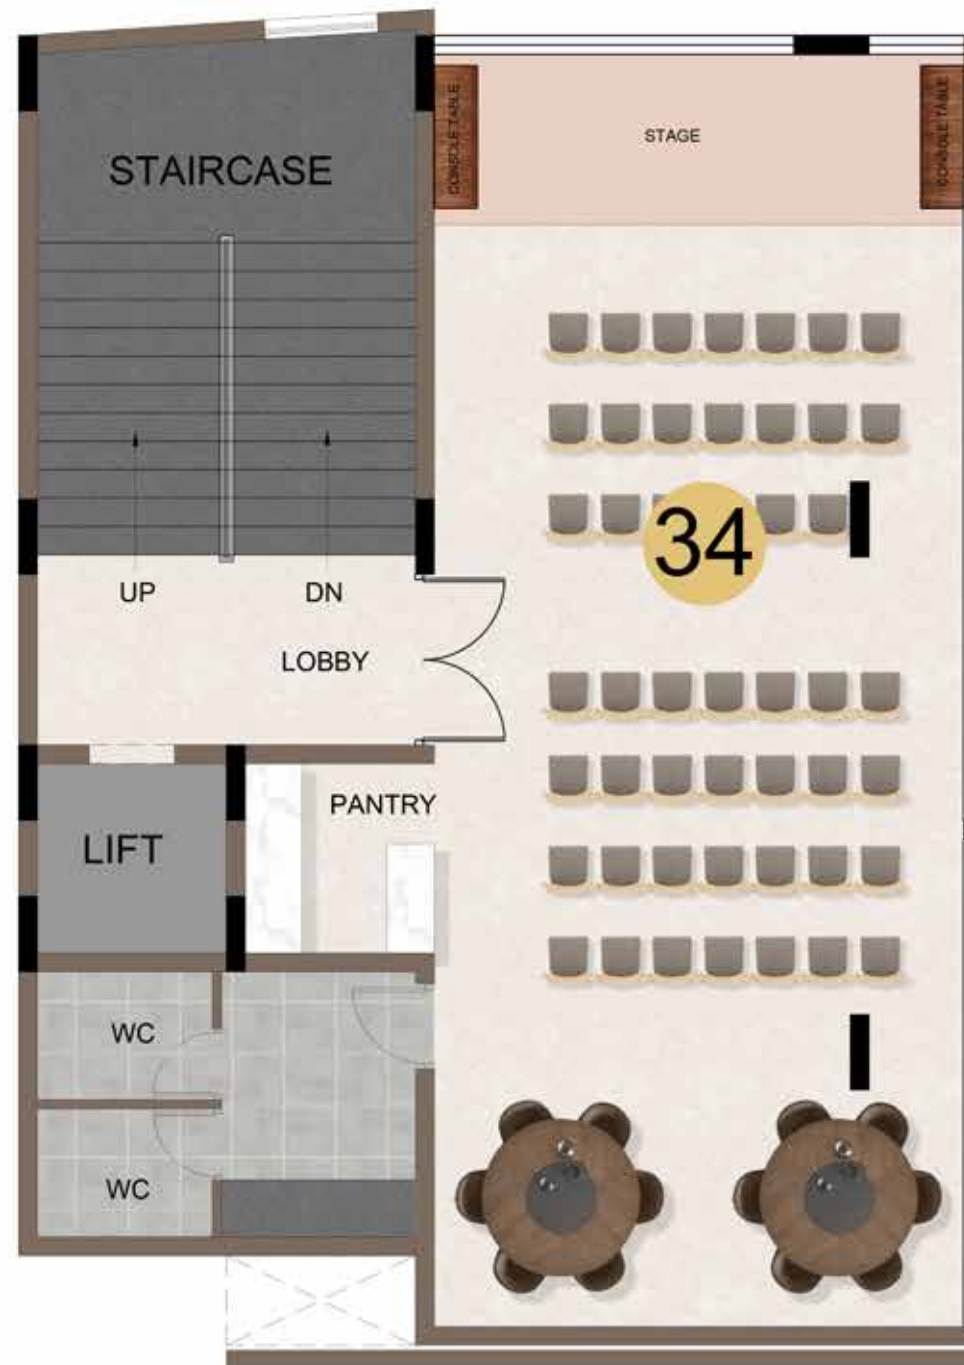 CONSOLE TABLE
STAGE
CONSOLE TABLE
STAIRCASE
34
UP
DN
LOBBY
PANTRY
LIFT
WC
WC